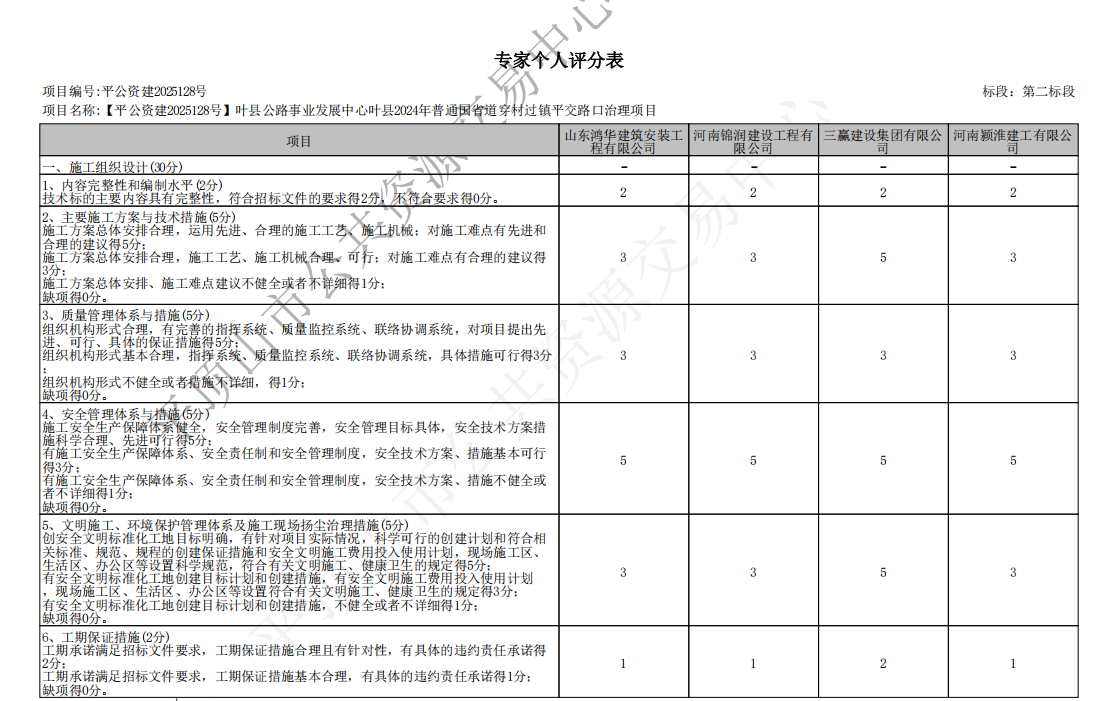 专家个人评分表
项目编号:平公资建2025128号
标段：第二标段
项目名称:【平公资建2025128号】叶县公路事业发展中心叶县2024年普通国省道穿村过镇平交路口治理项目
项目
山东鸿华建筑安装工
程有限公司
河南锦润建设工程有
限公司
三赢建设集团有限公
司
河南颍淮建工有限公
司
一、施工组织设计(30分)
－ － － －
1、内容完整性和编制水平(2分)
技术标的主要内容具有完整性，符合招标文件的要求得2分，不符合要求得0分。
2 2 2 2
2、主要施工方案与技术措施(5分)
施工方案总体安排合理，运用先进、合理的施工工艺、施工机械；对施工难点有先进和
合理的建议得5分；
施工方案总体安排合理，施工工艺、施工机械合理、可行；对施工难点有合理的建议得
3分；
施工方案总体安排、施工难点建议不健全或者不详细得1分；
缺项得0分。
3 3 5 3
3、质量管理体系与措施(5分)
组织机构形式合理，有完善的指挥系统、质量监控系统、联络协调系统，对项目提出先
进、可行、具体的保证措施得5分；
组织机构形式基本合理，指挥系统、质量监控系统、联络协调系统，具体措施可行得3分
；
组织机构形式不健全或者措施不详细，得1分；
缺项得0分。
3 3 3 3
4、安全管理体系与措施(5分)
施工安全生产保障体系健全，安全管理制度完善，安全管理目标具体，安全技术方案措
施科学合理、先进可行得5分；
有施工安全生产保障体系、安全责任制和安全管理制度，安全技术方案、措施基本可行
得3分；
有施工安全生产保障体系、安全责任制和安全管理制度，安全技术方案、措施不健全或
者不详细得1分；
缺项得0分。
5 5 5 5
5、文明施工、环境保护管理体系及施工现场扬尘治理措施(5分)
创安全文明标准化工地目标明确，有针对项目实际情况，科学可行的创建计划和符合相
关标准、规范、规程的创建保证措施和安全文明施工费用投入使用计划，现场施工区、
生活区、办公区等设置科学规范，符合有关文明施工、健康卫生的规定得5分；
有安全文明标准化工地创建目标计划和创建措施，有安全文明施工费用投入使用计划
，现场施工区、生活区、办公区等设置符合有关文明施工、健康卫生的规定得3分；
有安全文明标准化工地创建目标计划和创建措施，不健全或者不详细得1分；
缺项得0分。
3 3 5 3
6、工期保证措施(2分)
工期承诺满足招标文件要求，工期保证措施合理且有针对性，有具体的违约责任承诺得
2分；
工期承诺满足招标文件要求，工期保证措施基本合理，有具体的违约责任承诺得1分；
缺项得0分。
1 1 2 1
平顶山市公共资源交易中心
平顶山市公共资源交易中心